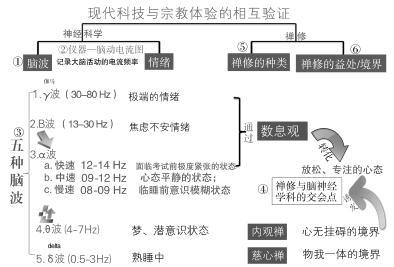 现代科技与宗教体验的相互验证
神经科学
禅修
②仪器—脑动电流图
记录大脑活动的电流频率
① 脑波
情绪
⑤ 禅修的种类
⑥ 禅修的益处/境界
③五种脑波
伽马
1.γ波 (30–80 Hz) 极端的情绪
2.B波 (13–30 Hz) 焦虑不安情绪
3.α波
a. 快速 12-14 Hz 面临考试前极度紧张的状态
b. 中速 09-12 Hz 心态平静的状态；
c. 慢速 08-09 Hz 临睡前意识模糊状态
4.θ波 (4-7Hz) 梦、潜意识状态
delta
5. δ波 (0.5-3Hz) 熟睡中
通过
数息观
转化
放松、专注的心态
④ 禅修与脑神经
学科的交会点
内观禅 心无挂碍的境界
慈心禅 物我一体的境界